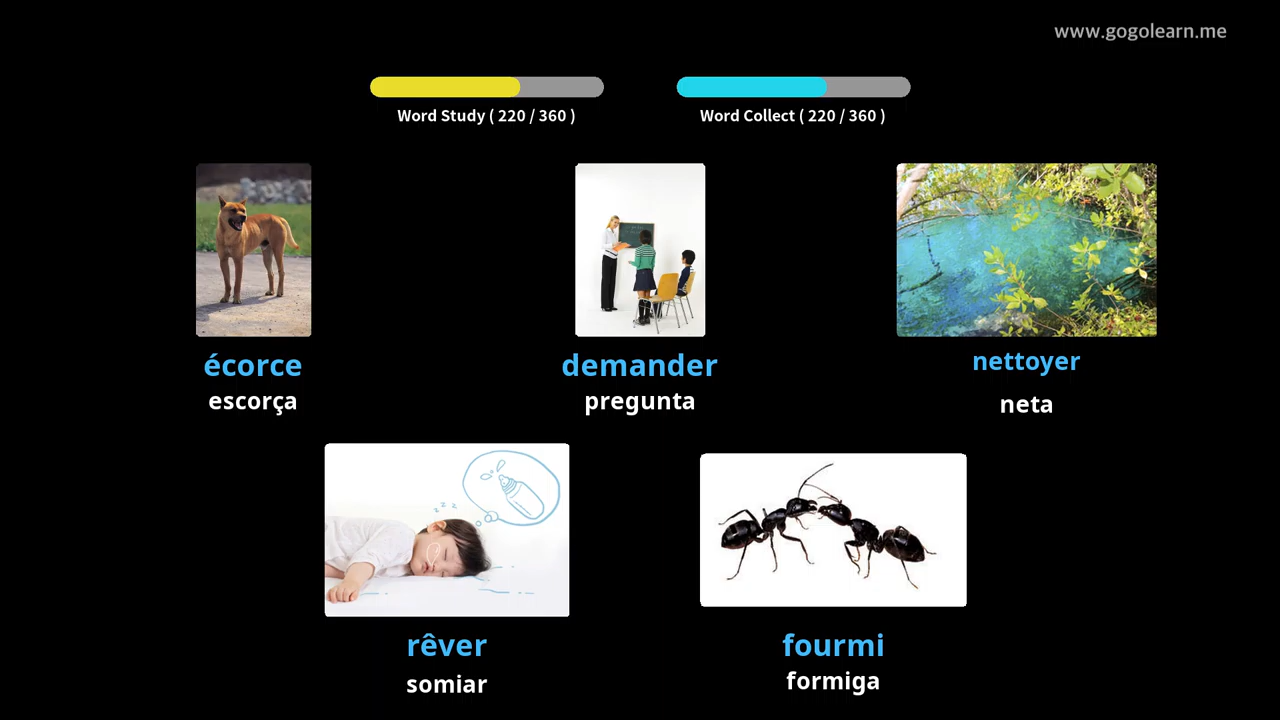 www.gogolearn.me
Word Study ( 220 / 360 )
Word Collect ( 220 / 360 )
écorce
escorça
demander
pregunta
nettoyer
neta
rêver
somiar
fourmi
formiga